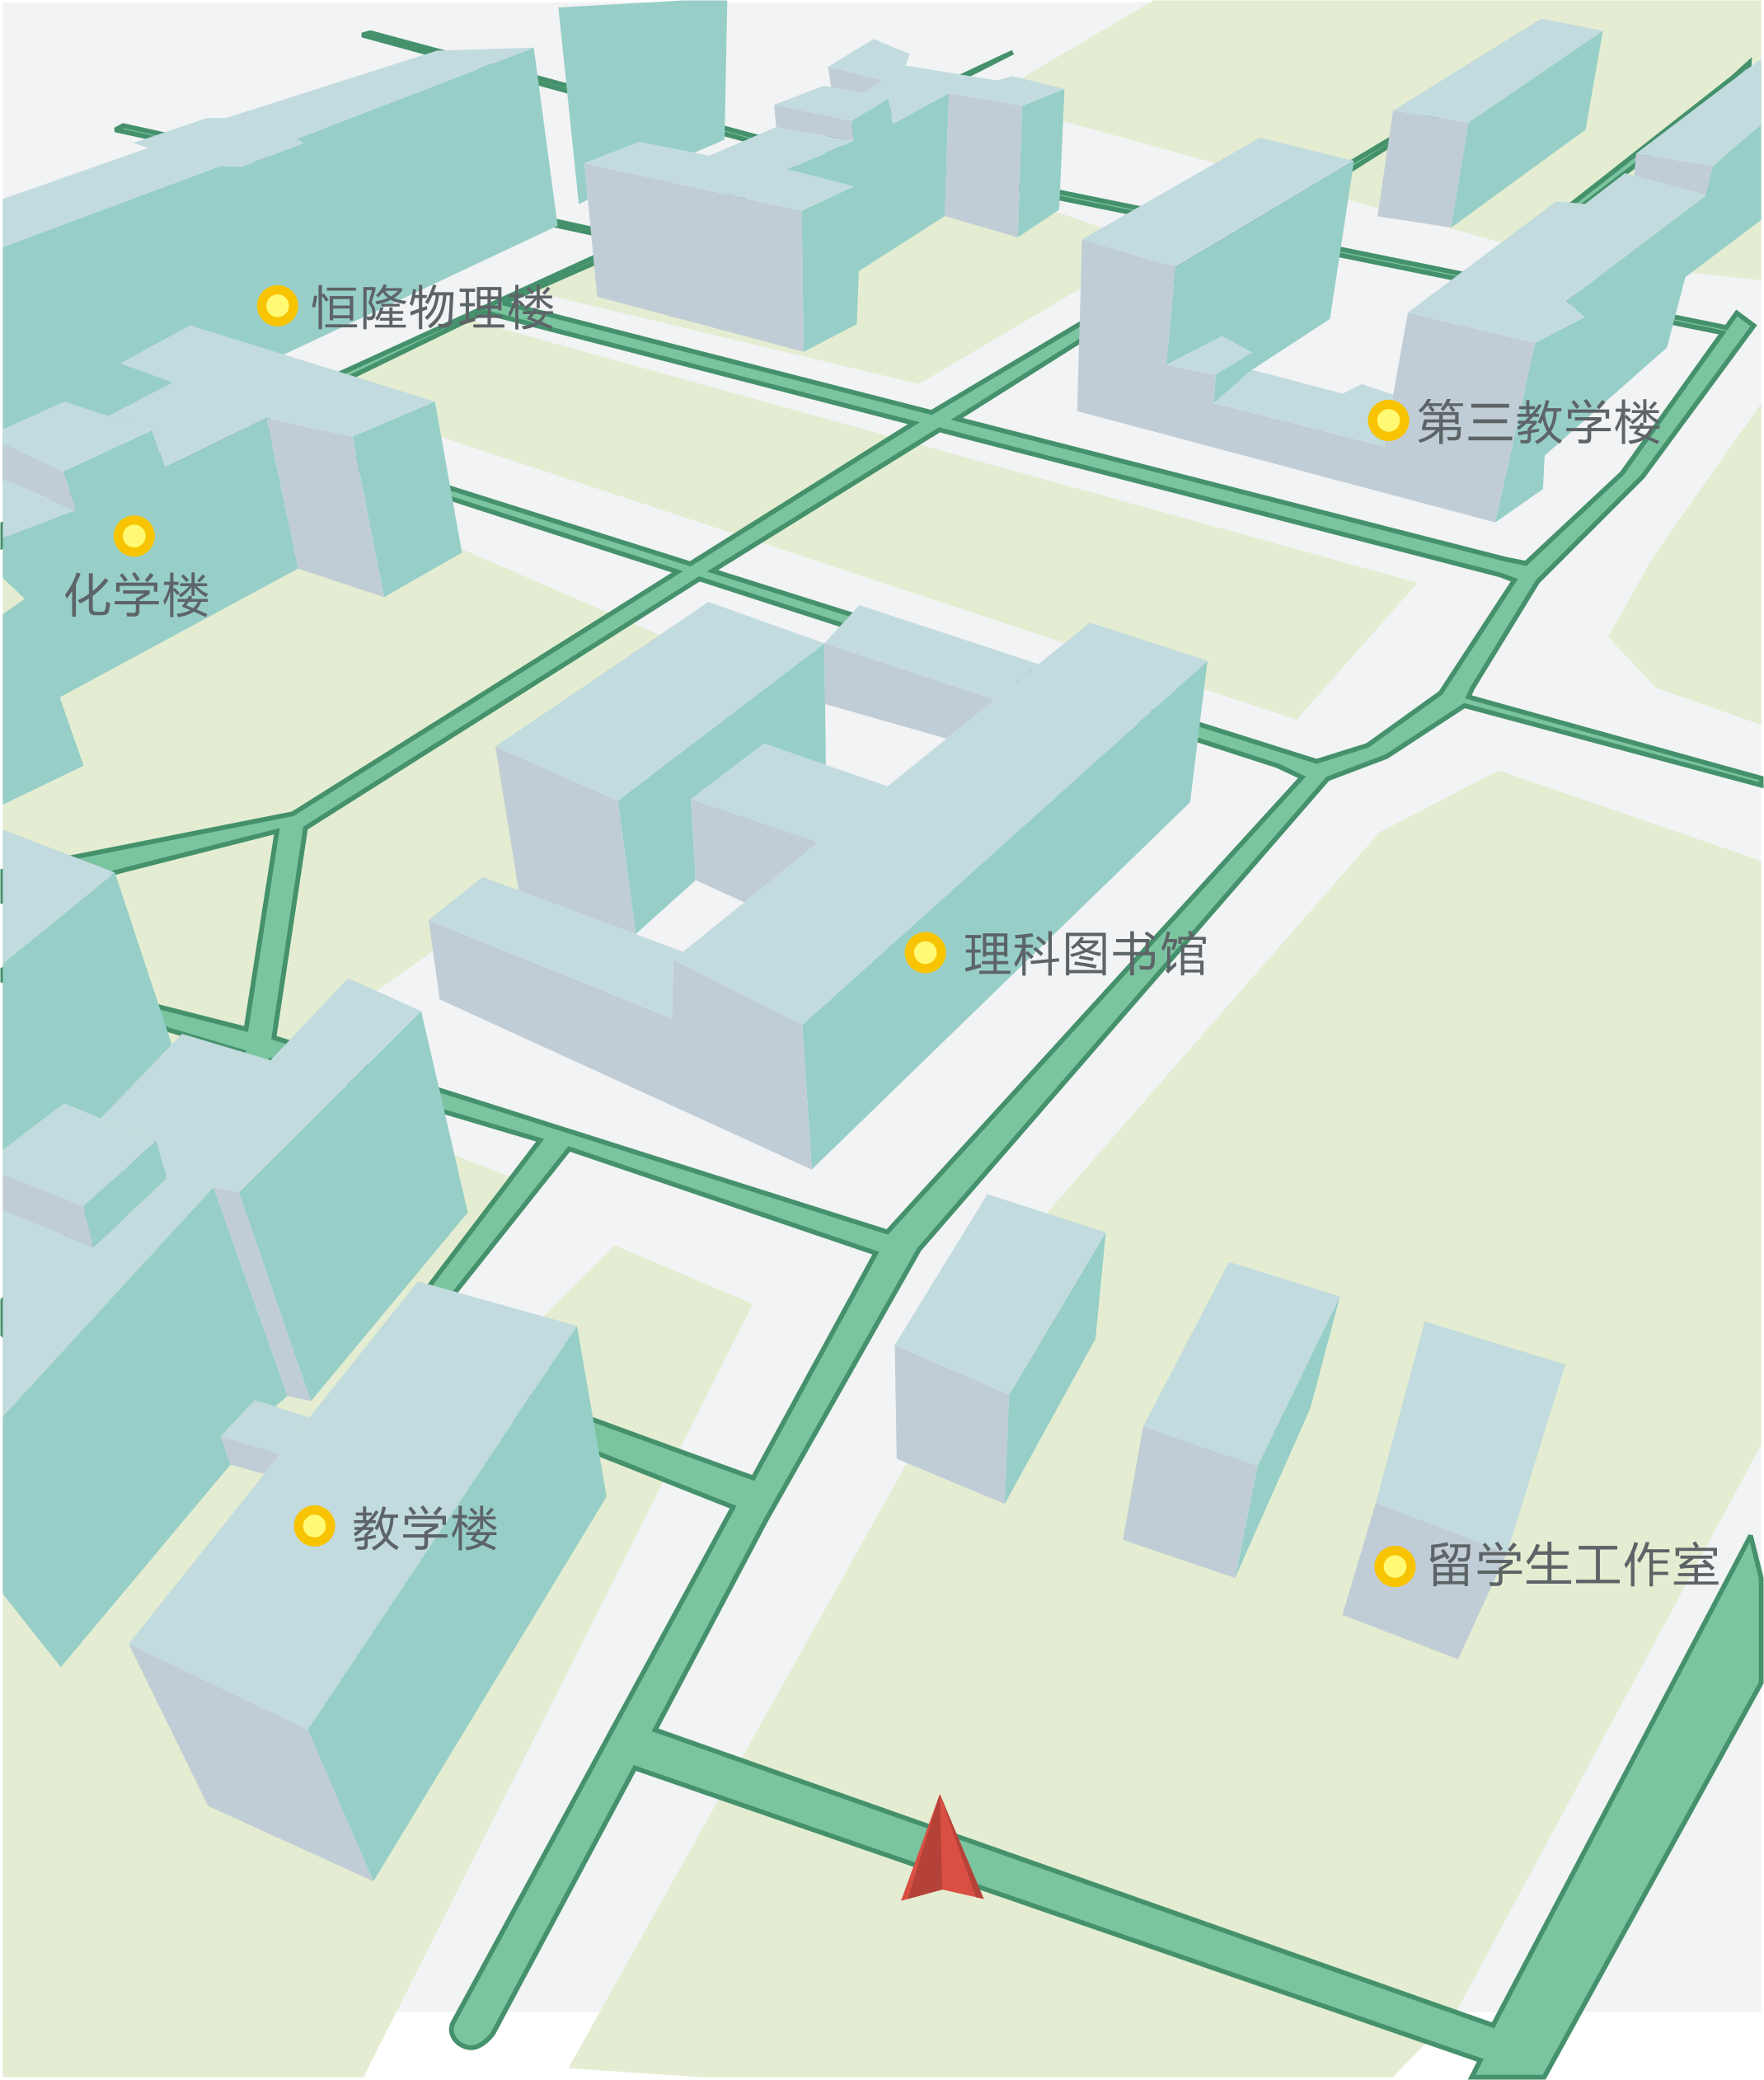 恒隆物理楼
第三教学楼
化学楼
理科图书馆
教学楼
留学生工作室